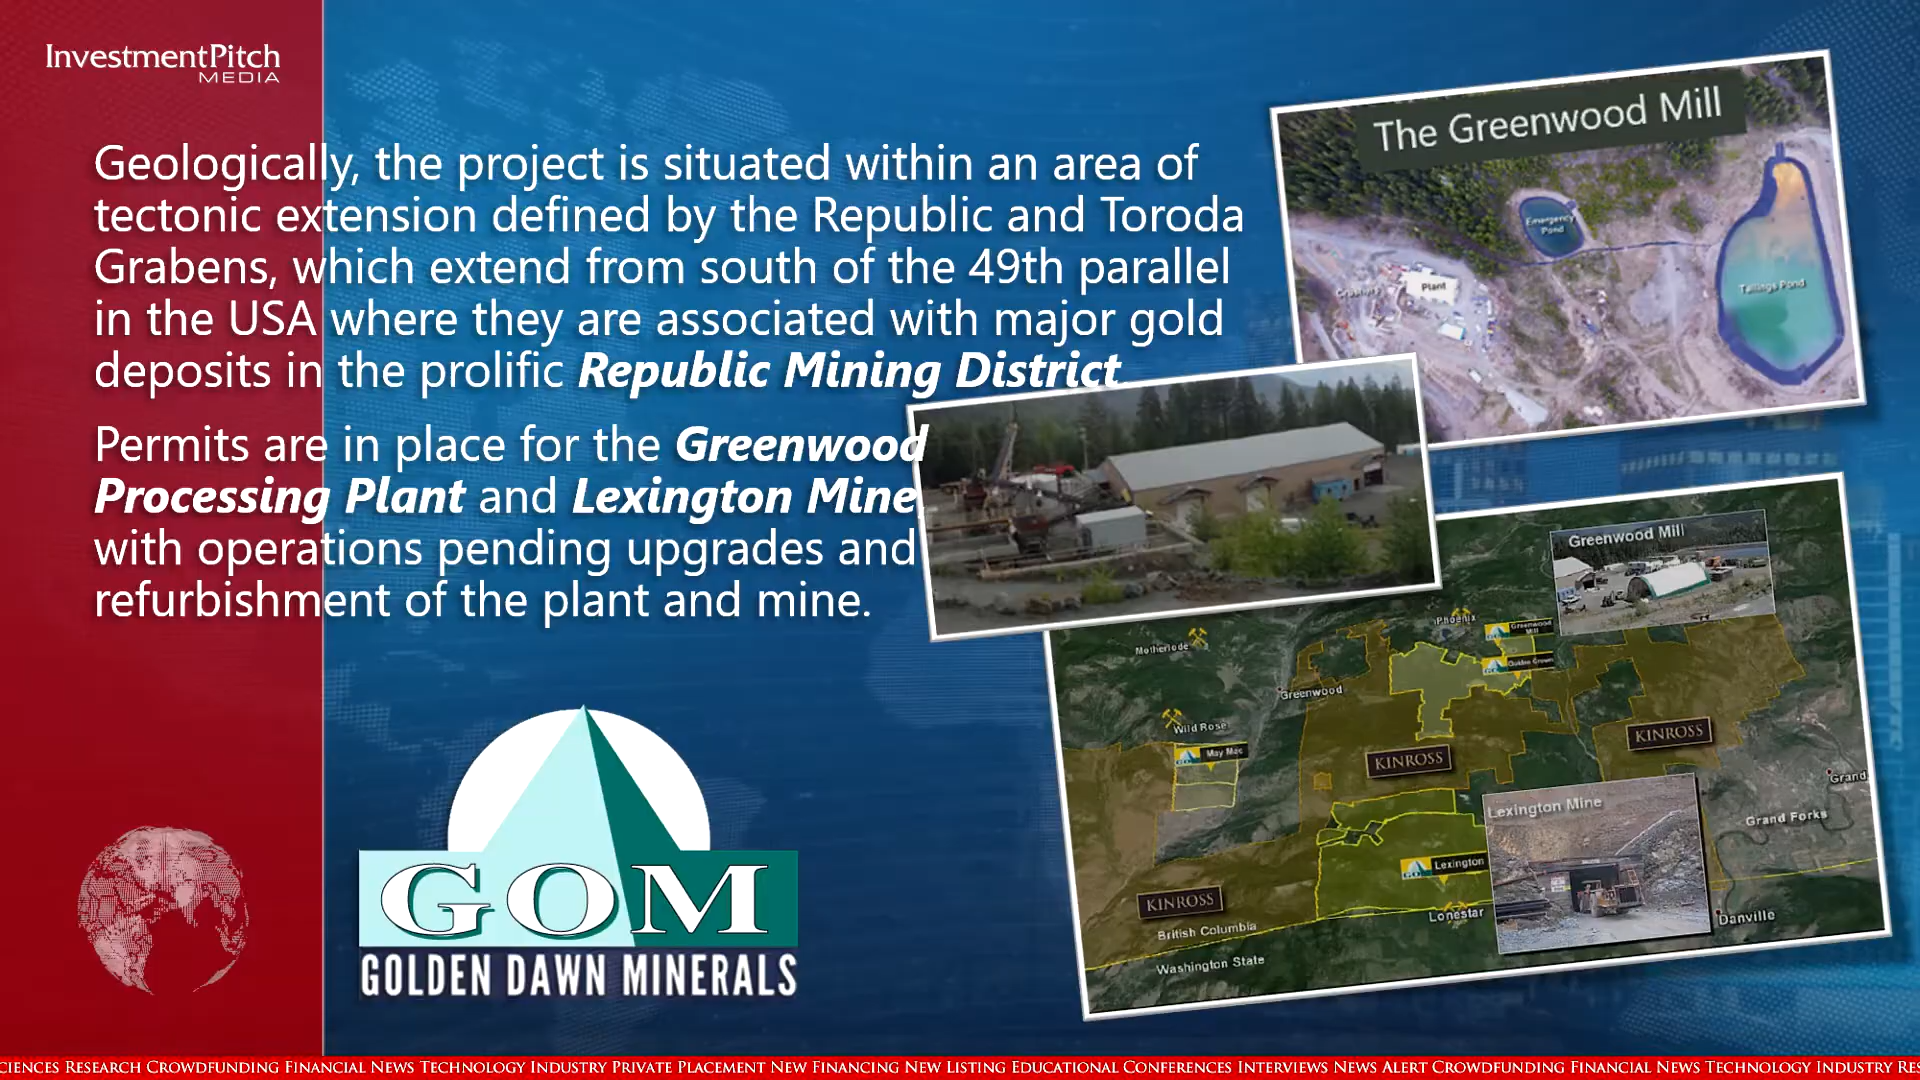 InvestmentPitch
MEDIA
Geologically, the project is situated within an area of
tectonic extension defined by the Republic and Toroda
Grabens, which extend from south of the 49th parallel
in the USA where they are associated with major gold
deposits in the prolific Republic Mining District.
Permits are in place for the Greenwood
Processing Plant and Lexington Mine
with operations pending upgrades and
refurbishment of the plant and mine.
The Greenwood Mill
Emergency
Pond
Crushers
Plant
Tailings Pond
Greenwood Mill
Phoenix
Greenwood
Mill
Motherlode
Golden Crown
Greenwood
Wild Rose
May Mac
KINROSS
KINROSS
Grand
Lexington Mine
Grand Forks
Lexington
KINROSS
Lonestar
Danville
British Columbia
Washington State
GOM
GOLDEN DAWN MINERALS
CIENCES RESEARCH CROWDFUNDING FINANCIAL NEWS TECHNOLOGY INDUSTRY PRIVATE PLACEMENT NEW FINANCING NEW LISTING EDUCATIONAL CONFERENCES INTERVIEWS NEWS ALERT CROWDFUNDING FINANCIAL NEWS TECHNOLOGY INDUSTRY RES